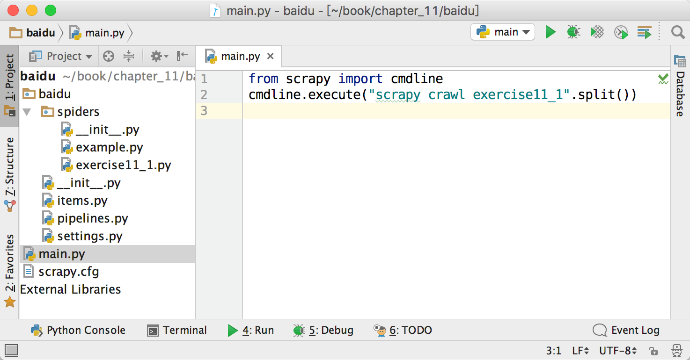 main.py - baidu - [~/book/chapter_11/baidu]
baidu main.py main
Project main.py
1: Project
Z: Structure
2: Favorites
baidu ~/book/chapter_11/ba
baidu
spiders
__init__.py
example.py
exercise11_1.py
__init__.py
items.py
pipelines.py
settings.py
main.py
scrapy.cfg
External Libraries
1 from scrapy import cmdline
2 cmdline.execute("scrapy crawl exercise11_1".split())
3
Database
Python Console Terminal 4: Run 5: Debug 6: TODO Event Log
3:1 LF UTF-8